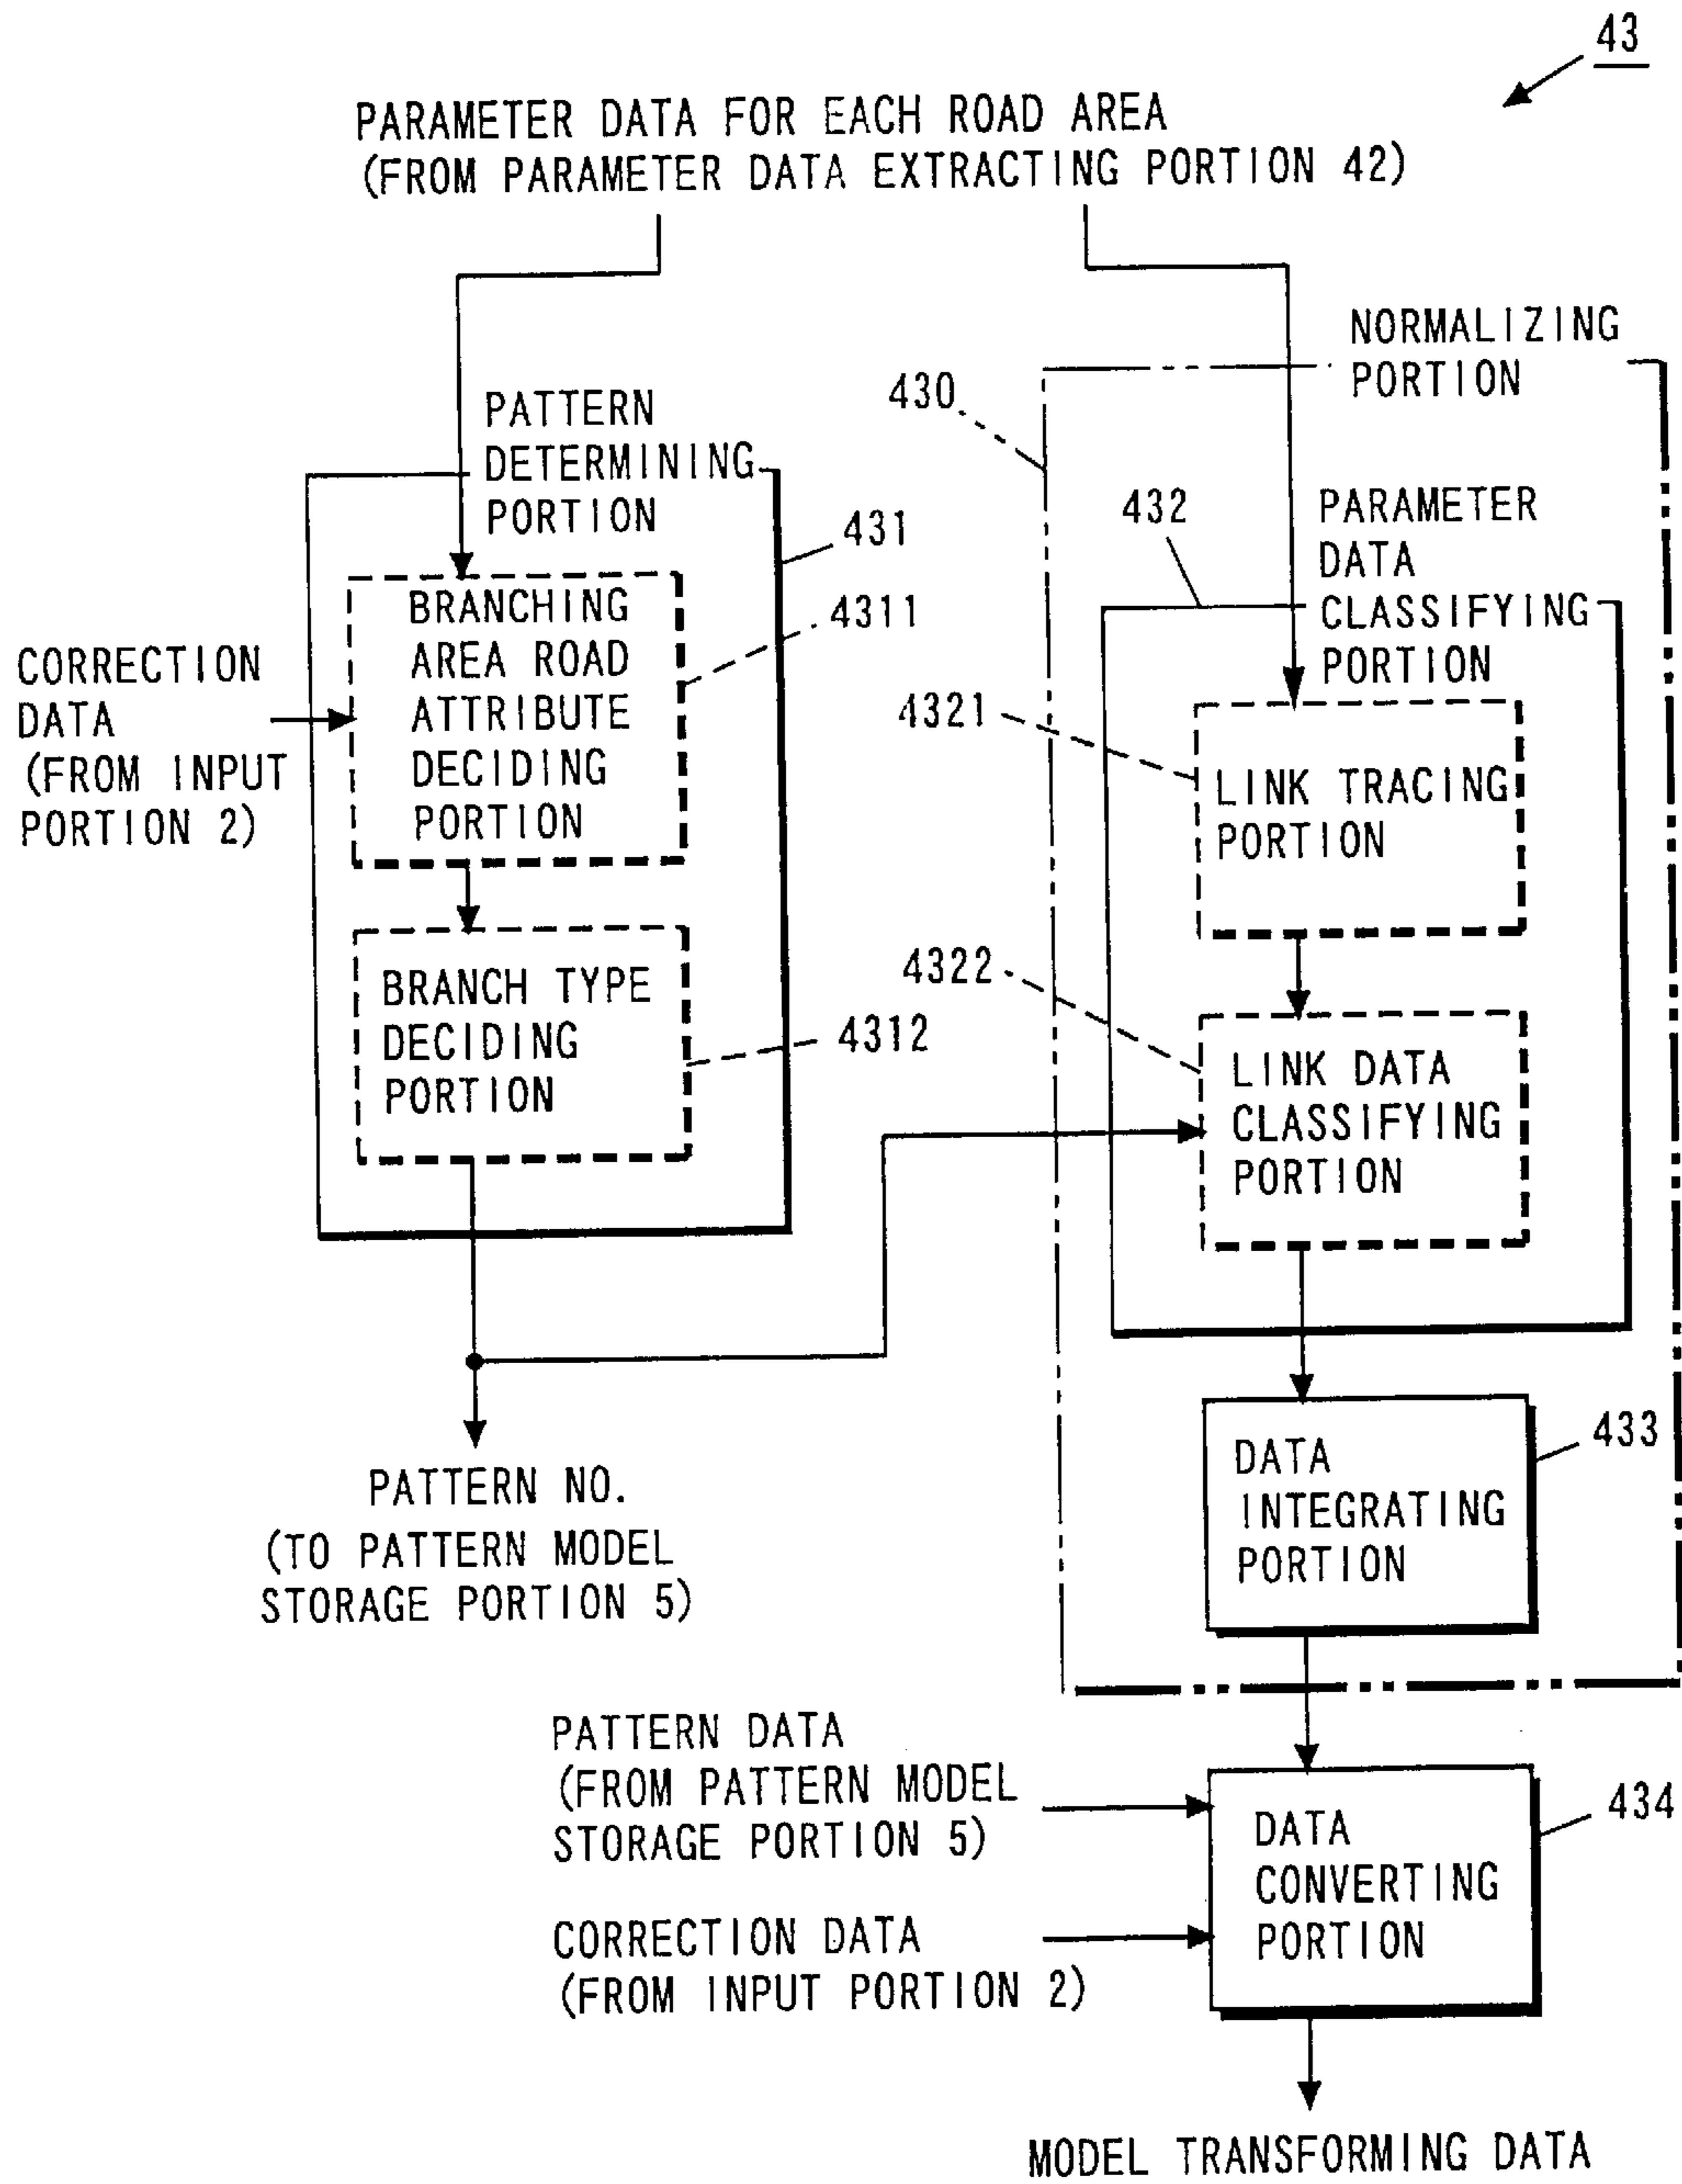 43
PARAMETER DATA FOR EACH ROAD AREA
(FROM PARAMETER DATA EXTRACTING PORTION 42)
NORMALIZING
PORTION
430
PATTERN
DETERMINING
PORTION
431
432
PARAMETER
DATA
CLASSIFYING
PORTION
BRANCHING
AREA ROAD
ATTRIBUTE
DECIDING
PORTION
4311
CORRECTION
DATA
(FROM INPUT
PORTION 2)
4321
LINK TRACING
PORTION
BRANCH TYPE
DECIDING
PORTION
4312
4322
LINK DATA
CLASSIFYING
PORTION
PATTERN NO.
(TO PATTERN MODEL
STORAGE PORTION 5)
DATA
INTEGRATING
PORTION
433
PATTERN DATA
(FROM PATTERN MODEL
STORAGE PORTION 5)
CORRECTION DATA
(FROM INPUT PORTION 2)
DATA
CONVERTING
PORTION
434
MODEL TRANSFORMING DATA